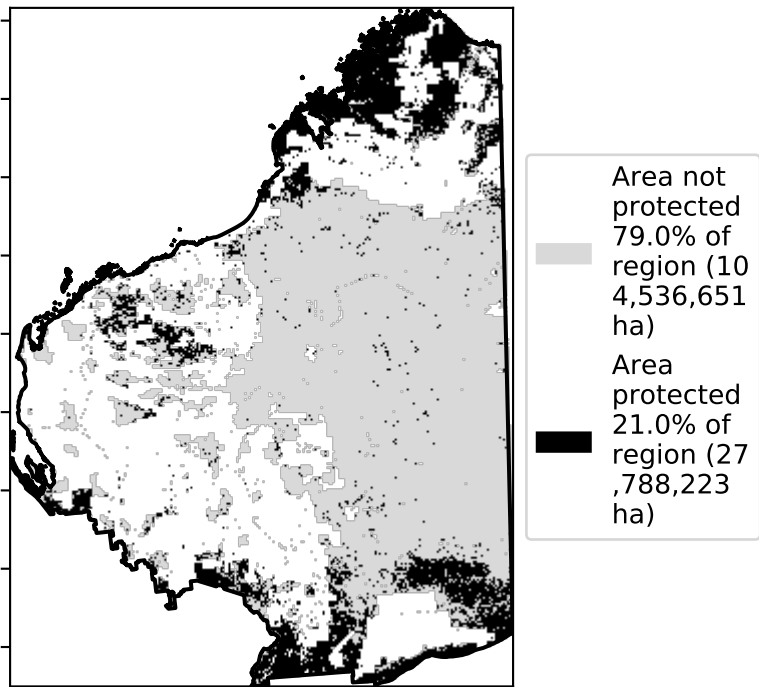 Area not
protected
79.0% of
region (10
4,536,651
ha)
Area
protected
21.0% of
region (27
,788,223
ha)